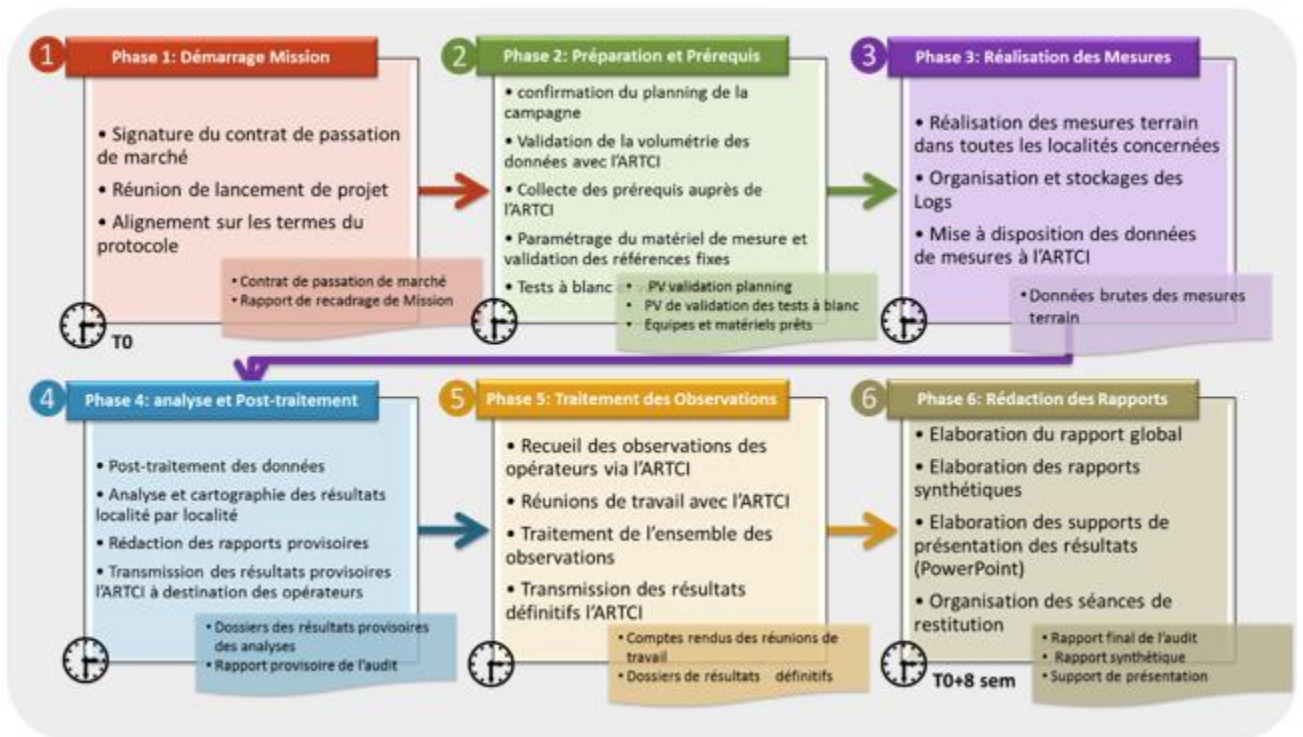 1
Phase 1: Démarrage Mission
• Signature du contrat de passation
de marché
• Réunion de lancement de projet
• Alignement sur les termes du
protocole
• Contrat de passation de marché
• Rapport de recadrage de Mission
T0
2
Phase 2: Préparation et Prérequis
• confirmation du planning de la
campagne
• Validation de la volumétrie des
données avec l'ARTCI
• Collecte des prérequis auprès de
l'ARTCI
• Paramétrage du matériel de mesure et
validation des références fixes
• Tests à blanc
• PV validation planning
• PV de validation des tests à blanc
• Equipes et matériels prêts
3
Phase 3: Réalisation des Mesures
• Réalisation des mesures terrain
dans toutes les localités concernées
• Organisation et stockages des
Logs
• Mise à disposition des données
de mesures à l'ARTCI
• Données brutes des mesures
terrain
4
Phase 4: analyse et Post-traitement
• Post-traitement des données
• Analyse et cartographie des résultats
localité par localité
• Rédaction des rapports provisoires
• Transmission des résultats provisoires
l'ARTCI à destination des opérateurs
• Dossiers des résultats provisoires
des analyses
• Rapport provisoire de l'audit
5
Phase 5: Traitement des Observations
• Recueil des observations des
opérateurs via l'ARTCI
• Réunions de travail avec l'ARTCI
• Traitement de l'ensemble des
observations
• Transmission des résultats
définitifs l'ARTCI
• Comptes rendus des réunions de
travail
• Dossiers de résultats définitifs
6
Phase 6: Rédaction des Rapports
• Elaboration du rapport global
• Elaboration des rapports
synthétiques
• Elaboration des supports de
présentation des résultats
(PowerPoint)
• Organisation des séances de
restitution
• Rapport final de l'audit
• Rapport synthétique
• Support de présentation
T0+8 sem